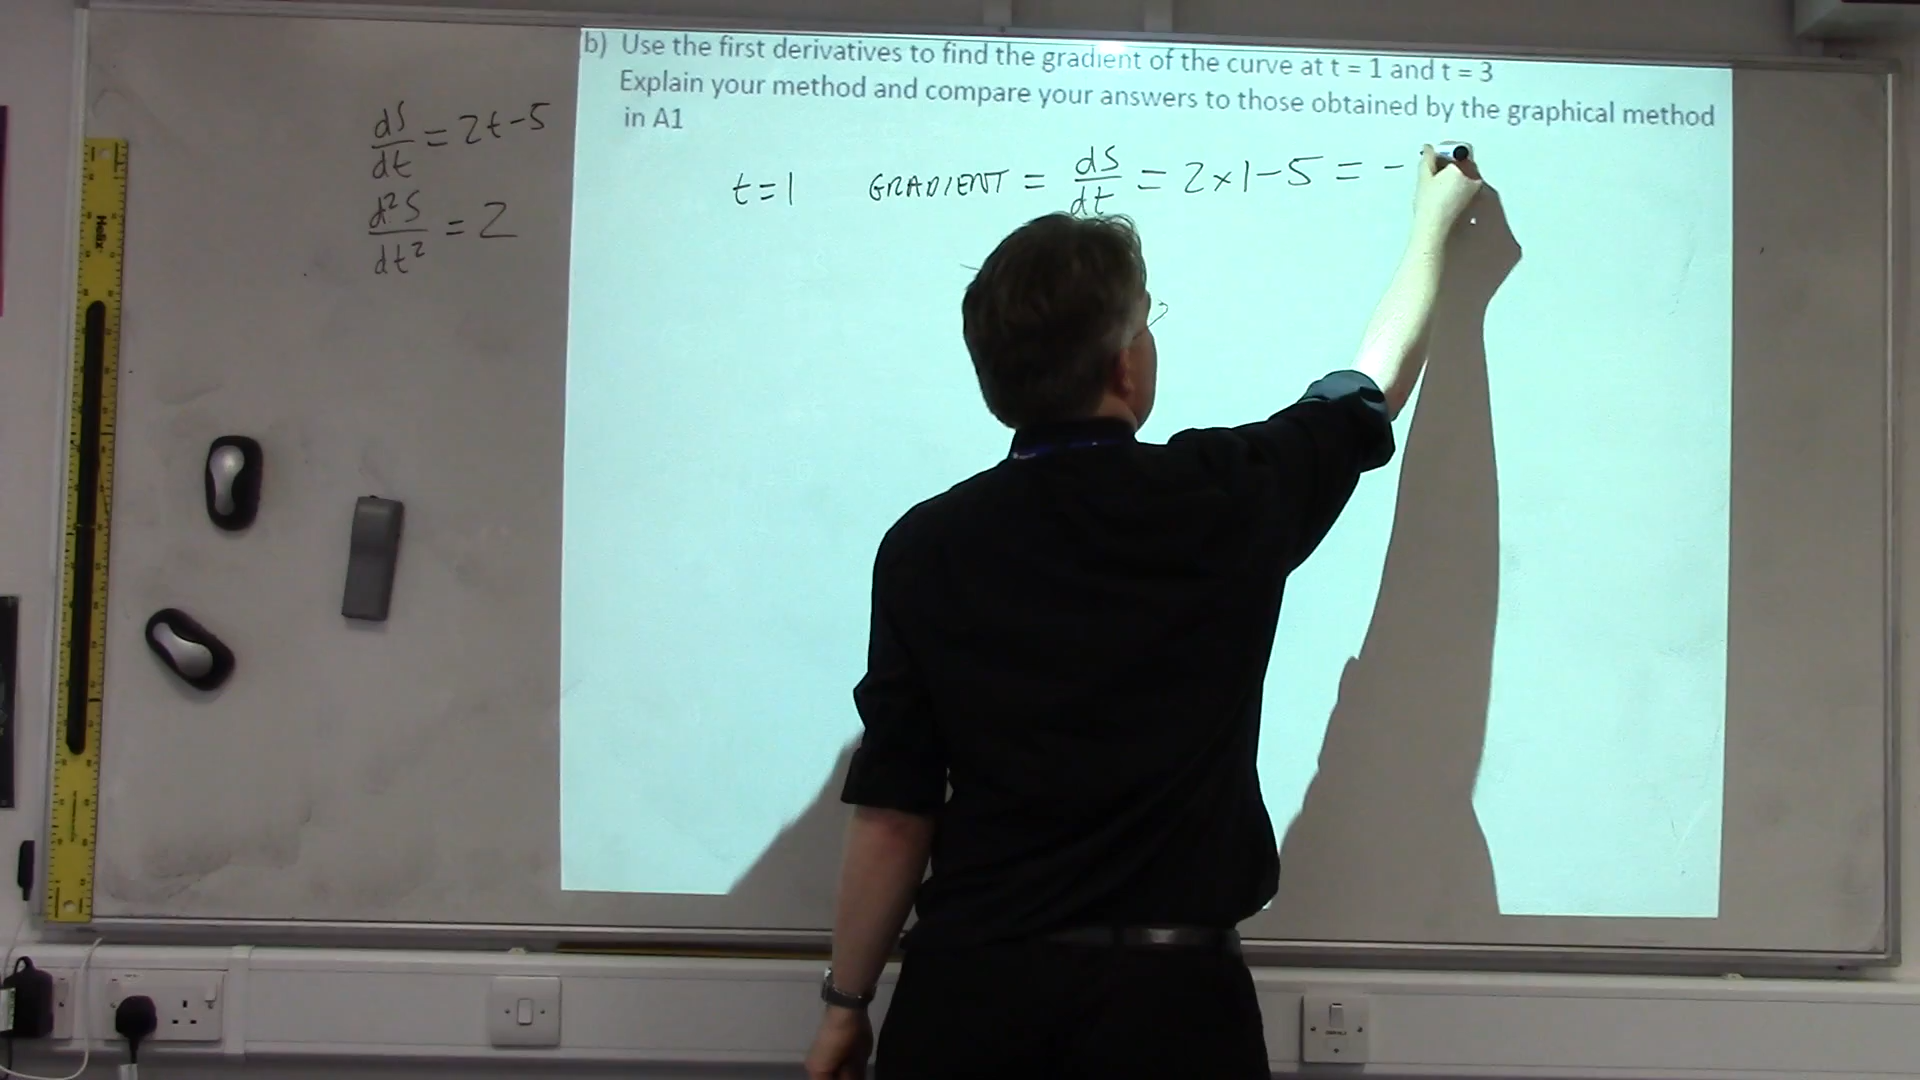 b) Use the first derivatives to find the gradient of the curve at t = 1 and t = 3
Explain your method and compare your answers to those obtained by the graphical method
in A1
dS/dt = 2t-5
d²S/dt² = 2
t=1 GRADIENT = dS/dt = 2×1-5 = -
Helix